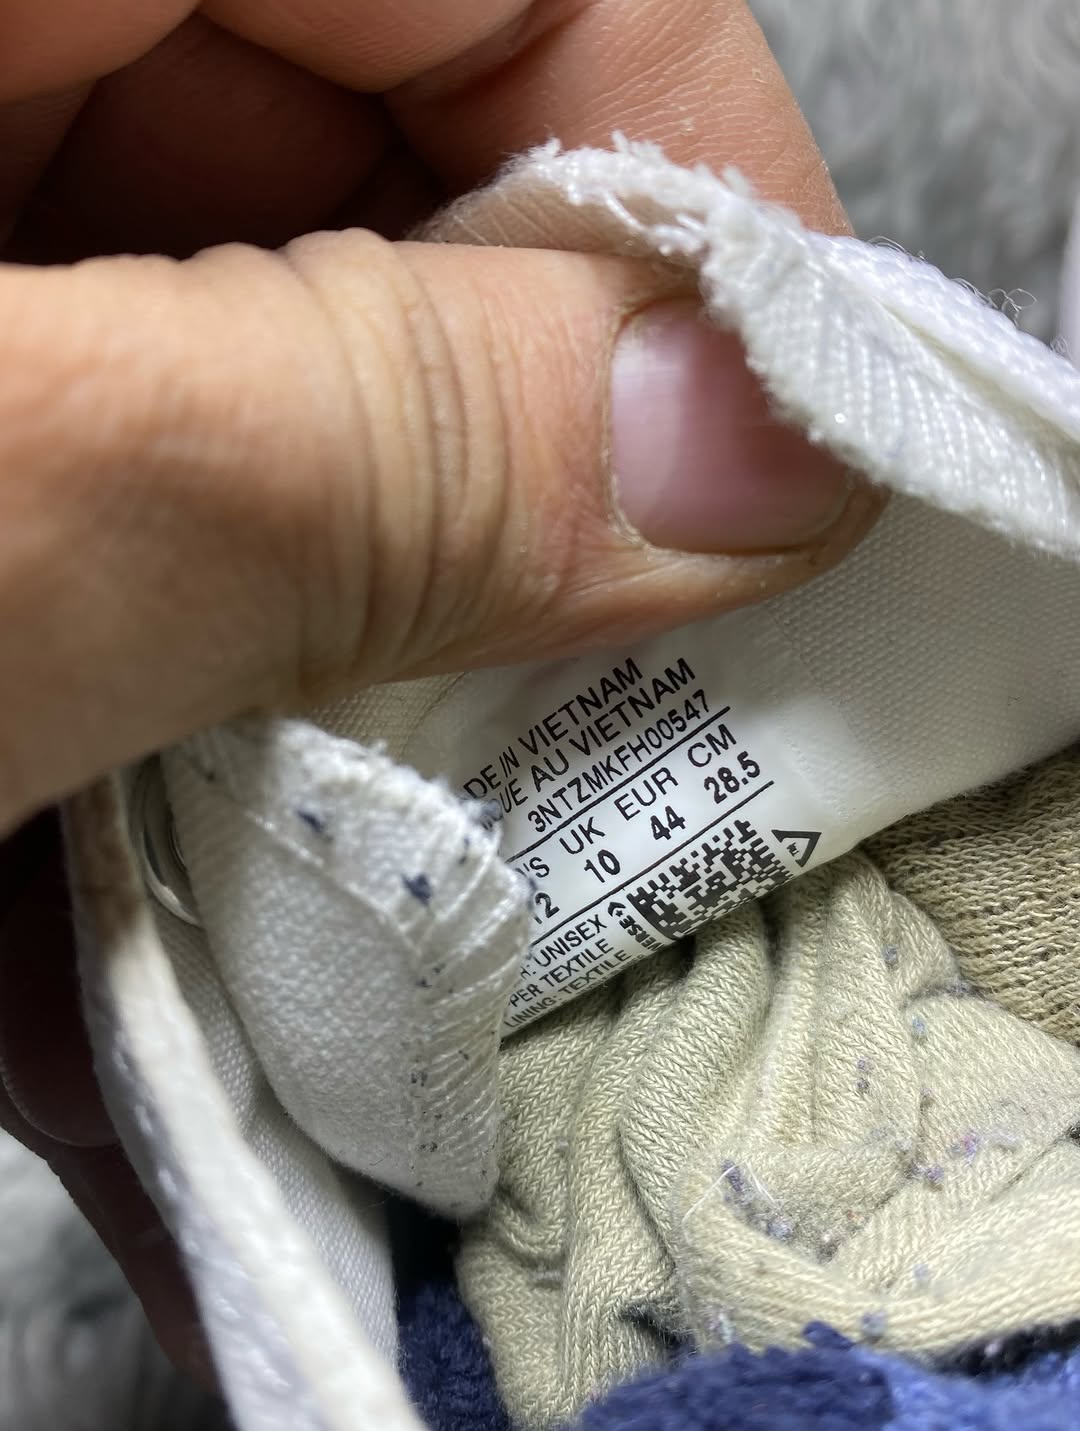 DE IN VIETNAM
QUE AU VIETNAM
3NTZMKFH00547
'S UK EUR CM
12 10 44 28.5
: UNISEX
PER TEXTILE
LINING: TEXTILE